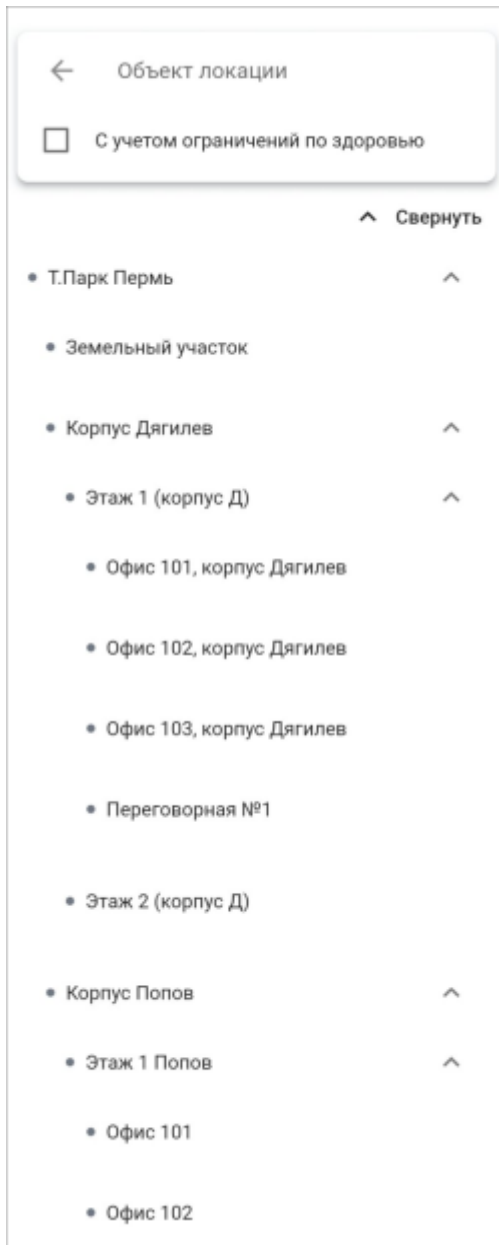 Объект локации
С учетом ограничений по здоровью
Свернуть
Т.Парк Пермь
Земельный участок
Корпус Дягилев
Этаж 1 (корпус Д)
Офис 101, корпус Дягилев
Офис 102, корпус Дягилев
Офис 103, корпус Дягилев
Переговорная №1
Этаж 2 (корпус Д)
Корпус Попов
Этаж 1 Попов
Офис 101
Офис 102